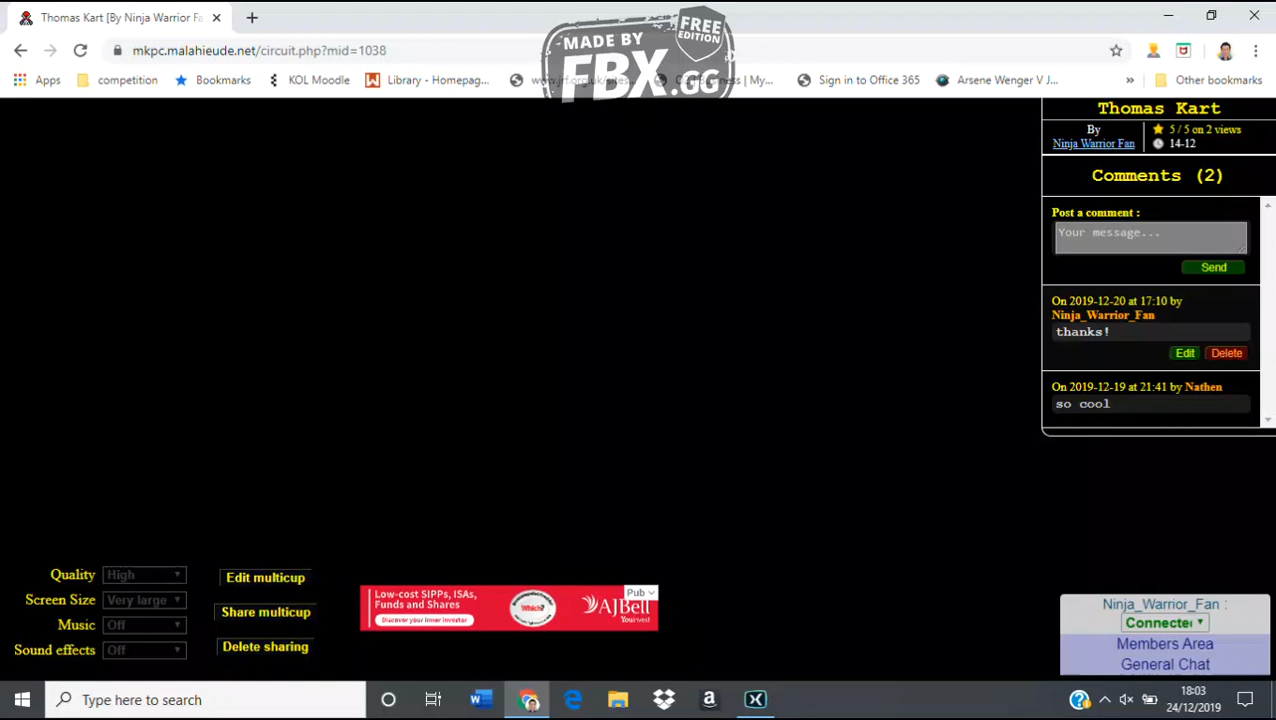 Thomas Kart [By Ninja Warrior Fa
mkpc.malahieude.net/circuit.php?mid=1038
MADE BY
FREE
EDITION
FBX.gg
Apps
competition
Bookmarks
KOL Moodle
Library - Homepag...
Sign in to Office 365
Arsene Wenger V J...
»
Other bookmarks
Thomas Kart
By
Ninja Warrior Fan
5 / 5 on 2 views
14-12
Comments (2)
Post a comment :
Your message...
Send
On 2019-12-20 at 17:10 by
Ninja_Warrior_Fan
thanks!
Edit Delete
On 2019-12-19 at 21:41 by Nathen
so cool
Quality High
Screen Size Very large
Music Off
Sound effects Off
Edit multicup
Share multicup
Delete sharing
Low-cost SIPPs, ISAs,
Funds and Shares
Discover your inner investor
Which?
AJBell
Youinvest
Pub
Ninja_Warrior_Fan :
Connected
Members Area
General Chat
Type here to search
18:03
24/12/2019